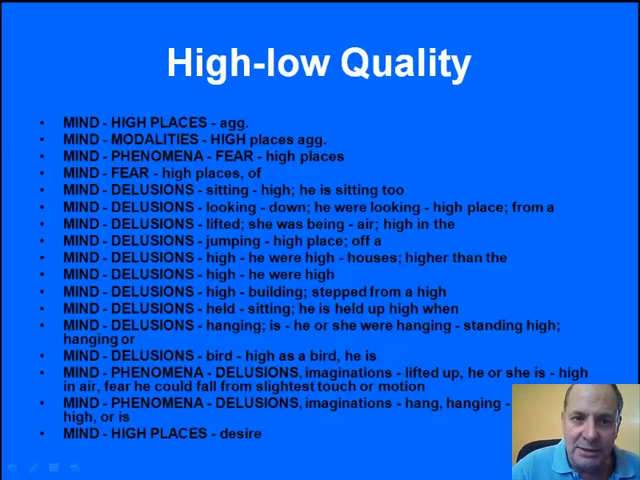 High-low Quality
• MIND - HIGH PLACES - agg.
• MIND - MODALITIES - HIGH places agg.
• MIND - PHENOMENA - FEAR - high places
• MIND - FEAR - high places, of
• MIND - DELUSIONS - sitting - high; he is sitting too
• MIND - DELUSIONS - looking - down; he were looking - high place; from a
• MIND - DELUSIONS - lifted; she was being - air; high in the
• MIND - DELUSIONS - jumping - high place; off a
• MIND - DELUSIONS - high - he were high - houses; higher than the
• MIND - DELUSIONS - high - he were high
• MIND - DELUSIONS - high - building; stepped from a high
• MIND - DELUSIONS - held - sitting; he is held up high when
• MIND - DELUSIONS - hanging; is - he or she were hanging - standing high;
hanging or
• MIND - DELUSIONS - bird - high as a bird, he is
• MIND - PHENOMENA - DELUSIONS, imaginations - lifted up, he or she is - high
in air, fear he could fall from slightest touch or motion
• MIND - PHENOMENA - DELUSIONS, imaginations - hang, hanging -
high, or is
• MIND - HIGH PLACES - desire